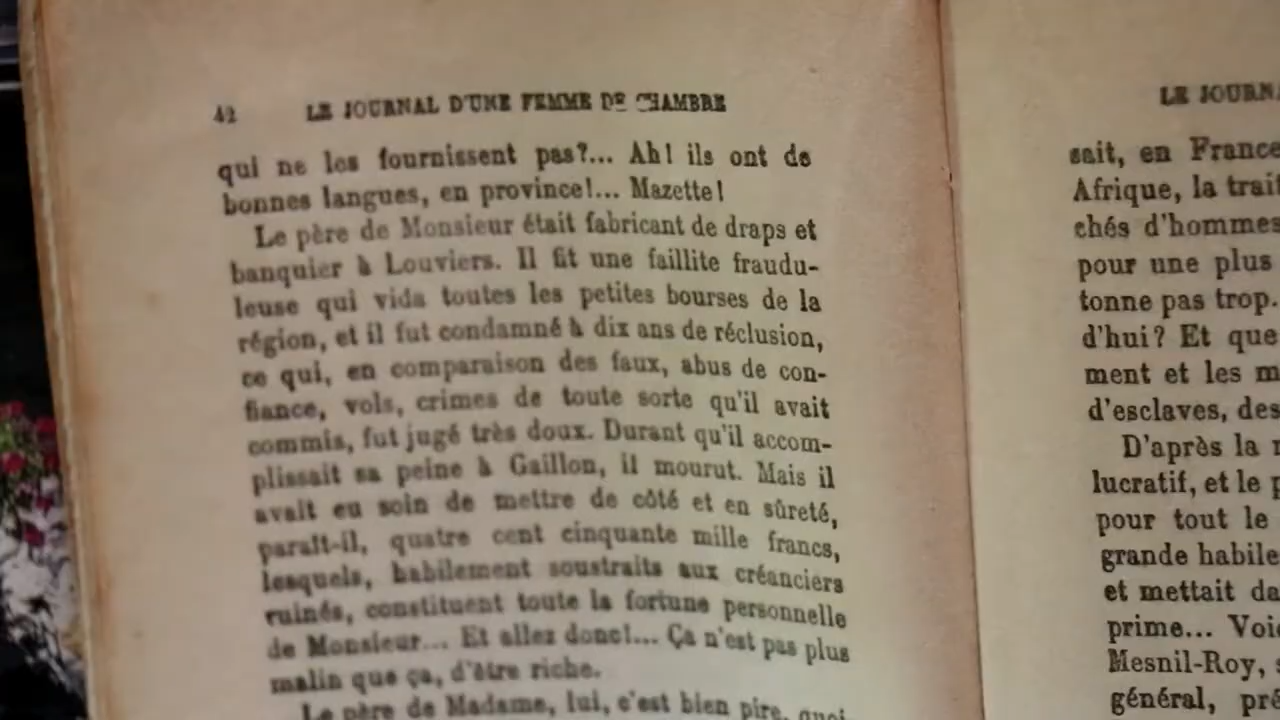 42 LE JOURNAL D'UNE FEMME DE CHAMBRE
qui ne les fournissent pas?... Ah! ils ont de
bonnes langues, en province!... Mazette!
Le père de Monsieur était fabricant de draps et
banquier à Louviers. Il fit une faillite fraudu-
leuse qui vida toutes les petites bourses de la
région, et il fut condamné à dix ans de réclusion,
ce qui, en comparaison des faux, abus de con-
fiance, vols, crimes de toute sorte qu'il avait
commis, fut jugé très doux. Durant qu'il accom-
plissait sa peine à Gaillon, il mourut. Mais il
avait eu soin de mettre de côté et en sûreté,
paraît-il, quatre cent cinquante mille francs,
lesquels, habilement soustraits aux créanciers
ruinés, constituent toute la fortune personnelle
de Monsieur... Et allez donc!... Ça n'est pas plus
malin que ça, d'être riche.
Le père de Madame, lui, c'est bien pire, quoi
LE JOURN
sait, en France
Afrique, la trait
chés d'hommes
pour une plus
tonne pas trop.
d'hui? Et que
ment et les m
d'esclaves, des
D'après la
lucratif, et le p
pour tout le
grande habile
et mettait da
prime... Voi
Mesnil-Roy, s
général, pré